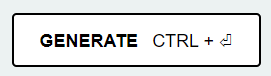 GENERATE CTRL + ⏎